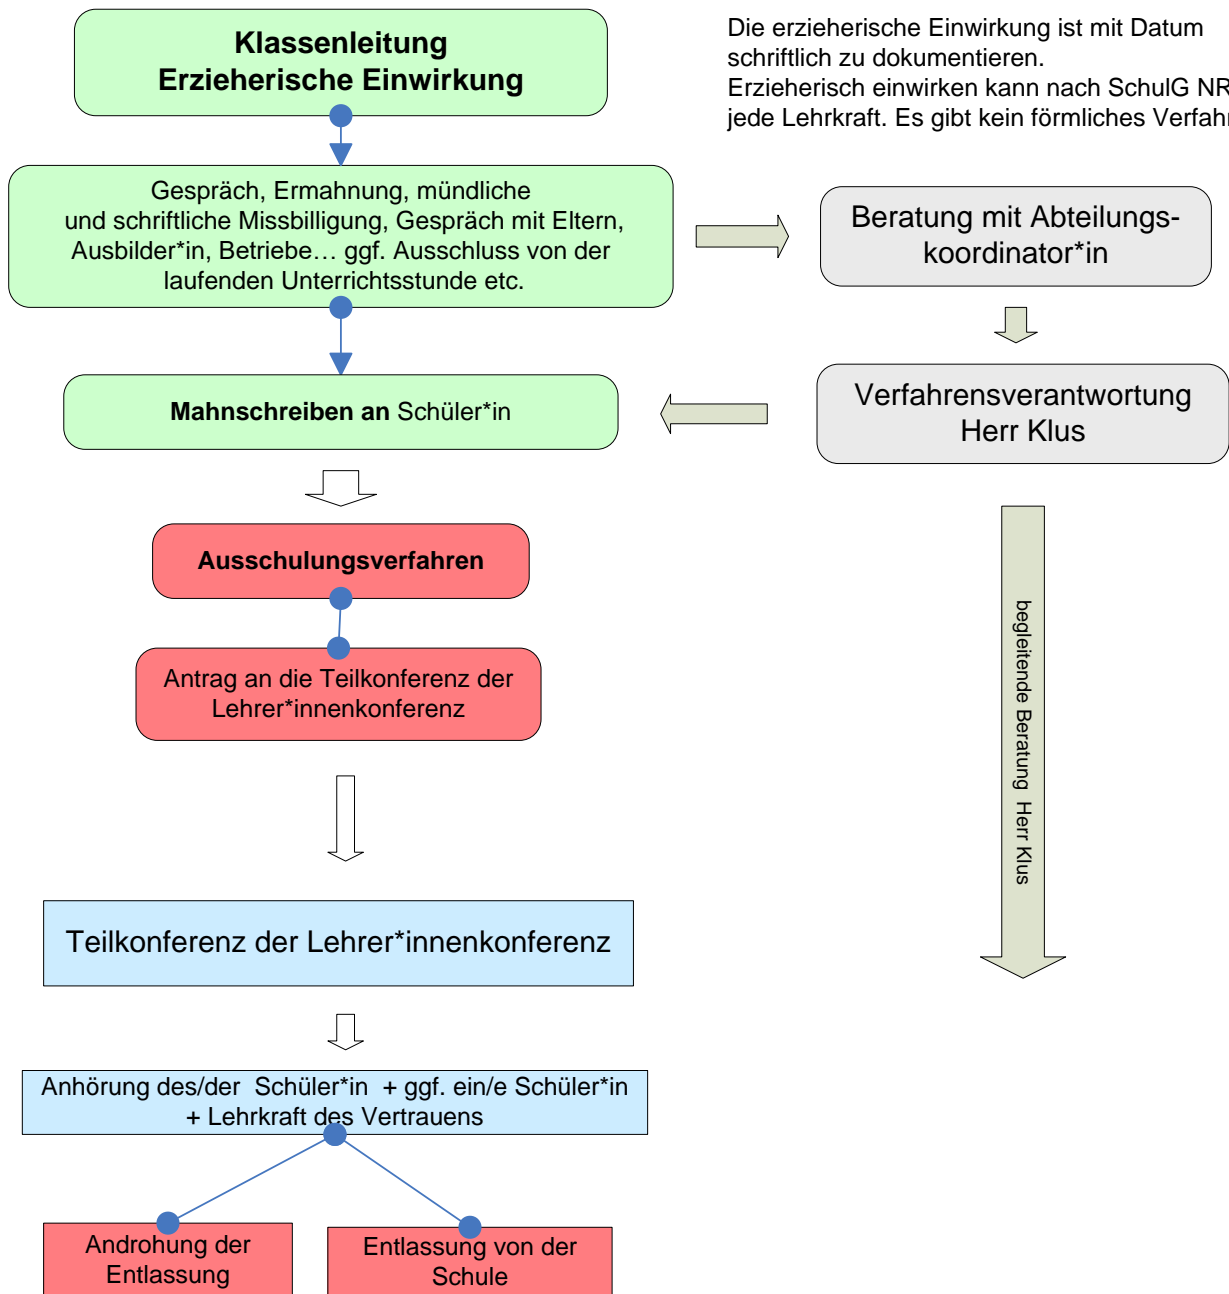 Klassenleitung
Erzieherische Einwirkung
Die erzieherische Einwirkung ist mit Datum
schriftlich zu dokumentieren.
Erzieherisch einwirken kann nach SchulG NR
jede Lehrkraft. Es gibt kein förmliches Verfahr
Gespräch, Ermahnung, mündliche
und schriftliche Missbilligung, Gespräch mit Eltern,
Ausbilder*in, Betriebe… ggf. Ausschluss von der
laufenden Unterrichtsstunde etc.
Beratung mit Abteilungs-
koordinator*in
Mahnschreiben an Schüler*in
Verfahrensverantwortung
Herr Klus
Ausschulungsverfahren
Antrag an die Teilkonferenz der
Lehrer*innenkonferenz
begleitende Beratung Herr Klus
Teilkonferenz der Lehrer*innenkonferenz
Anhörung des/der Schüler*in + ggf. ein/e Schüler*in
+ Lehrkraft des Vertrauens
Androhung der
Entlassung
Entlassung von der
Schule